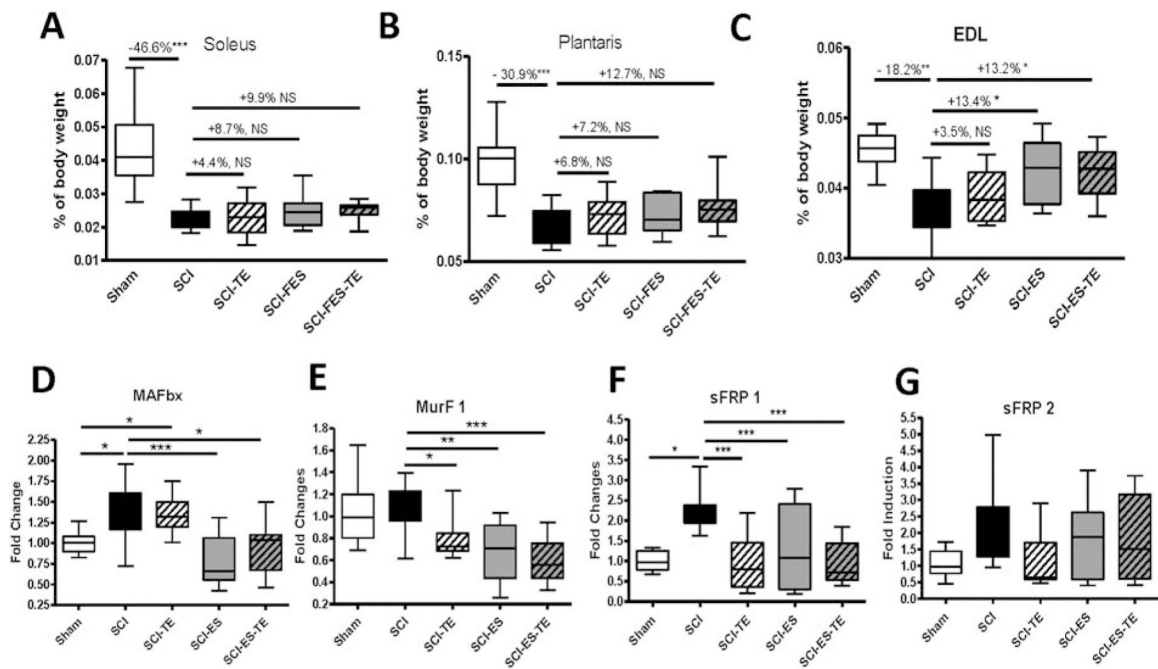 A
Soleus
-46.6%***
+9.9% NS
+8.7%, NS
+4.4%, NS
% of body weight
0.07
0.06
0.05
0.04
0.03
0.02
0.01
Sham
SCI
SCI-TE
SCI-FES
SCI-FES-TE
B
Plantaris
- 30.9%***
+12.7%, NS
+7.2%, NS
+6.8%, NS
% of body weight
0.15
0.10
0.05
Sham
SCI
SCI-TE
SCI-FES
SCI-FES-TE
C
EDL
- 18.2%**
+13.2% *
+13.4% *
+3.5%, NS
% of body weight
0.06
0.05
0.04
0.03
Sham
SCI
SCI-TE
SCI-ES
SCI-ES-TE
D
MAFbx
*
*
*
***
Fold Change
2.25
2.00
1.75
1.50
1.25
1.00
0.75
0.50
0.25
Sham
SCI
SCI-TE
SCI-ES
SCI-ES-TE
E
MurF 1
***
**
*
Fold Changes
1.8
1.6
1.4
1.2
1.0
0.8
0.6
0.4
0.2
Sham
SCI
SCI-TE
SCI-ES
SCI-ES-TE
F
sFRP 1
***
***
*
***
Fold Changes
4.5
4.0
3.5
3.0
2.5
2.0
1.5
1.0
0.5
0.0
Sham
SCI
SCI-TE
SCI-ES
SCI-ES-TE
G
sFRP 2
Fold Induction
5.5
5.0
4.5
4.0
3.5
3.0
2.5
2.0
1.5
1.0
0.5
0.0
Sham
SCI
SCI-TE
SCI-ES
SCI-ES-TE